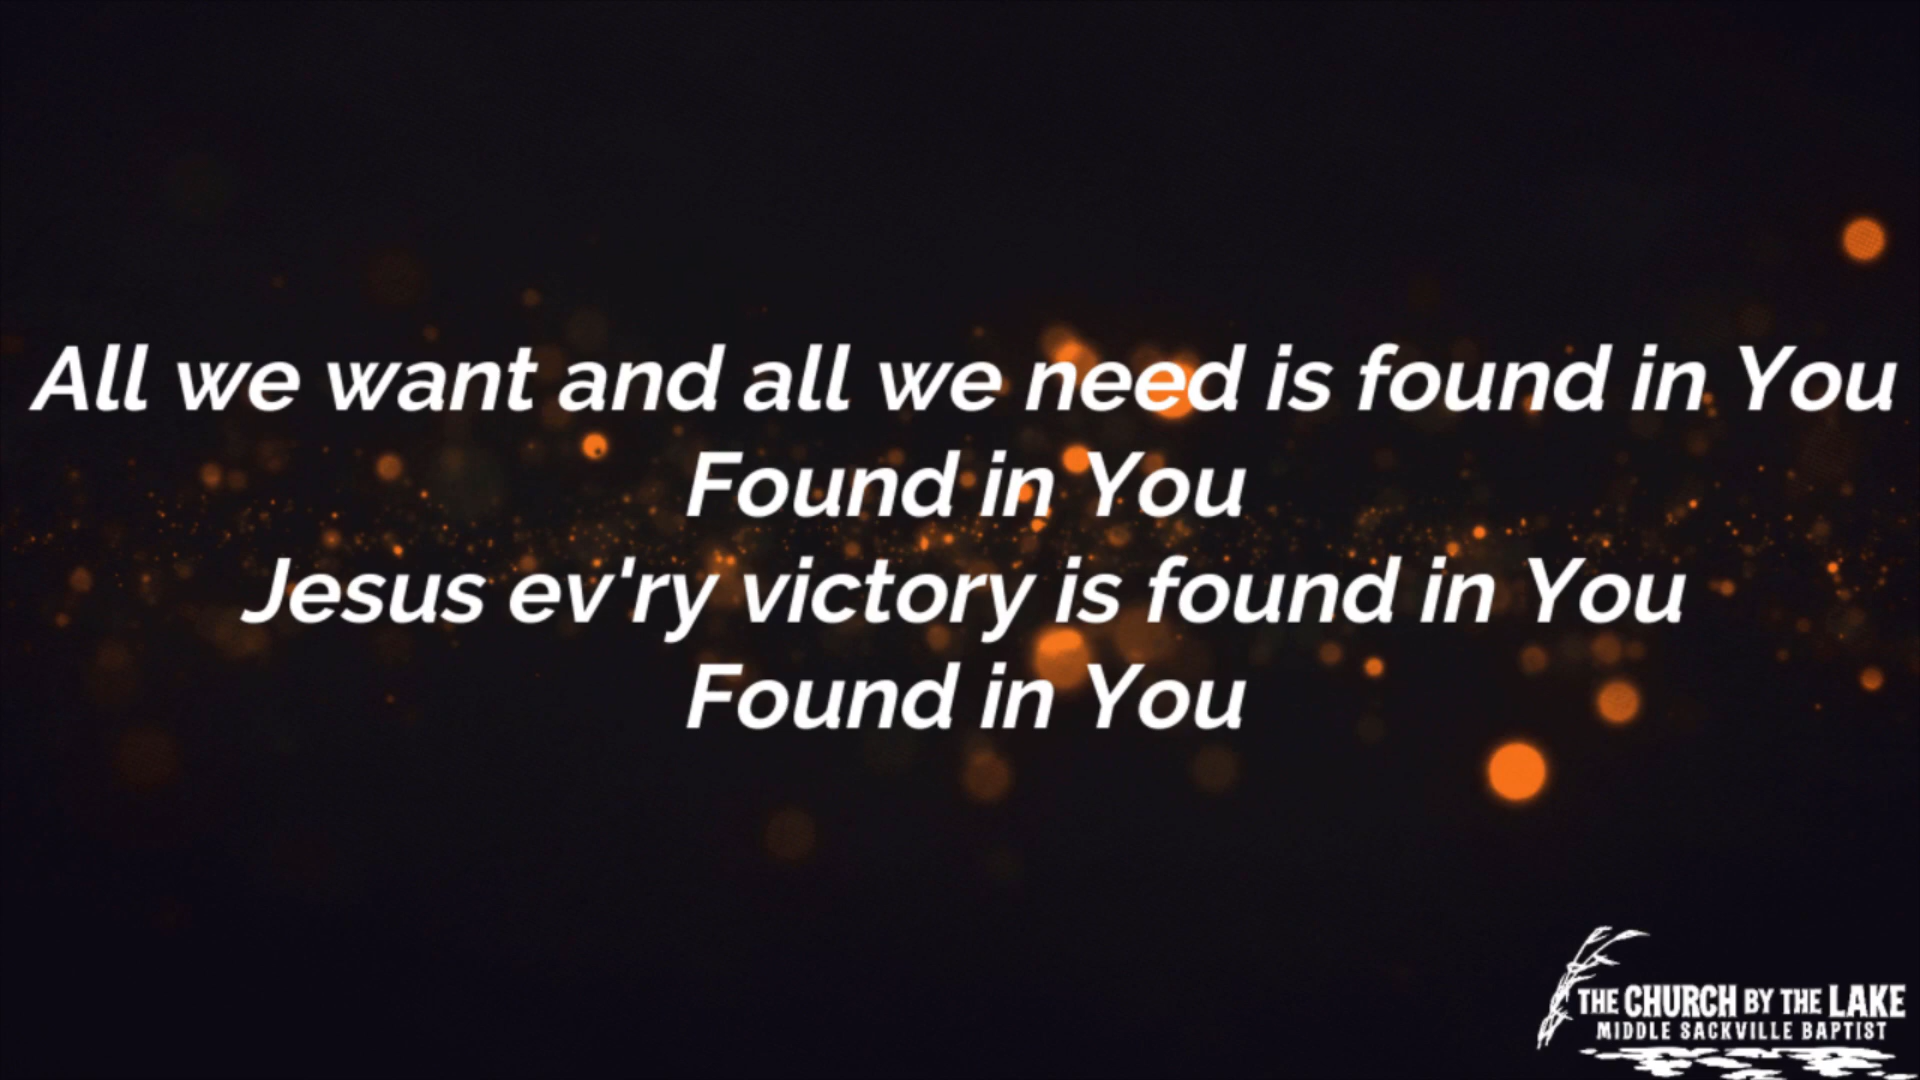 All we want and all we need is found in You
Found in You
Jesus ev'ry victory is found in You
Found in You
THE CHURCH BY THE LAKE
MIDDLE SACKVILLE BAPTIST